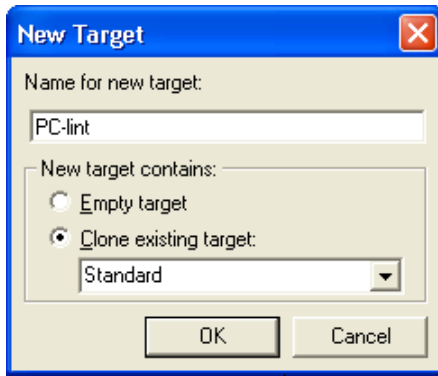 New Target
Name for new target:
PC-lint
New target contains:
Empty target
Clone existing target:
Standard
OK Cancel